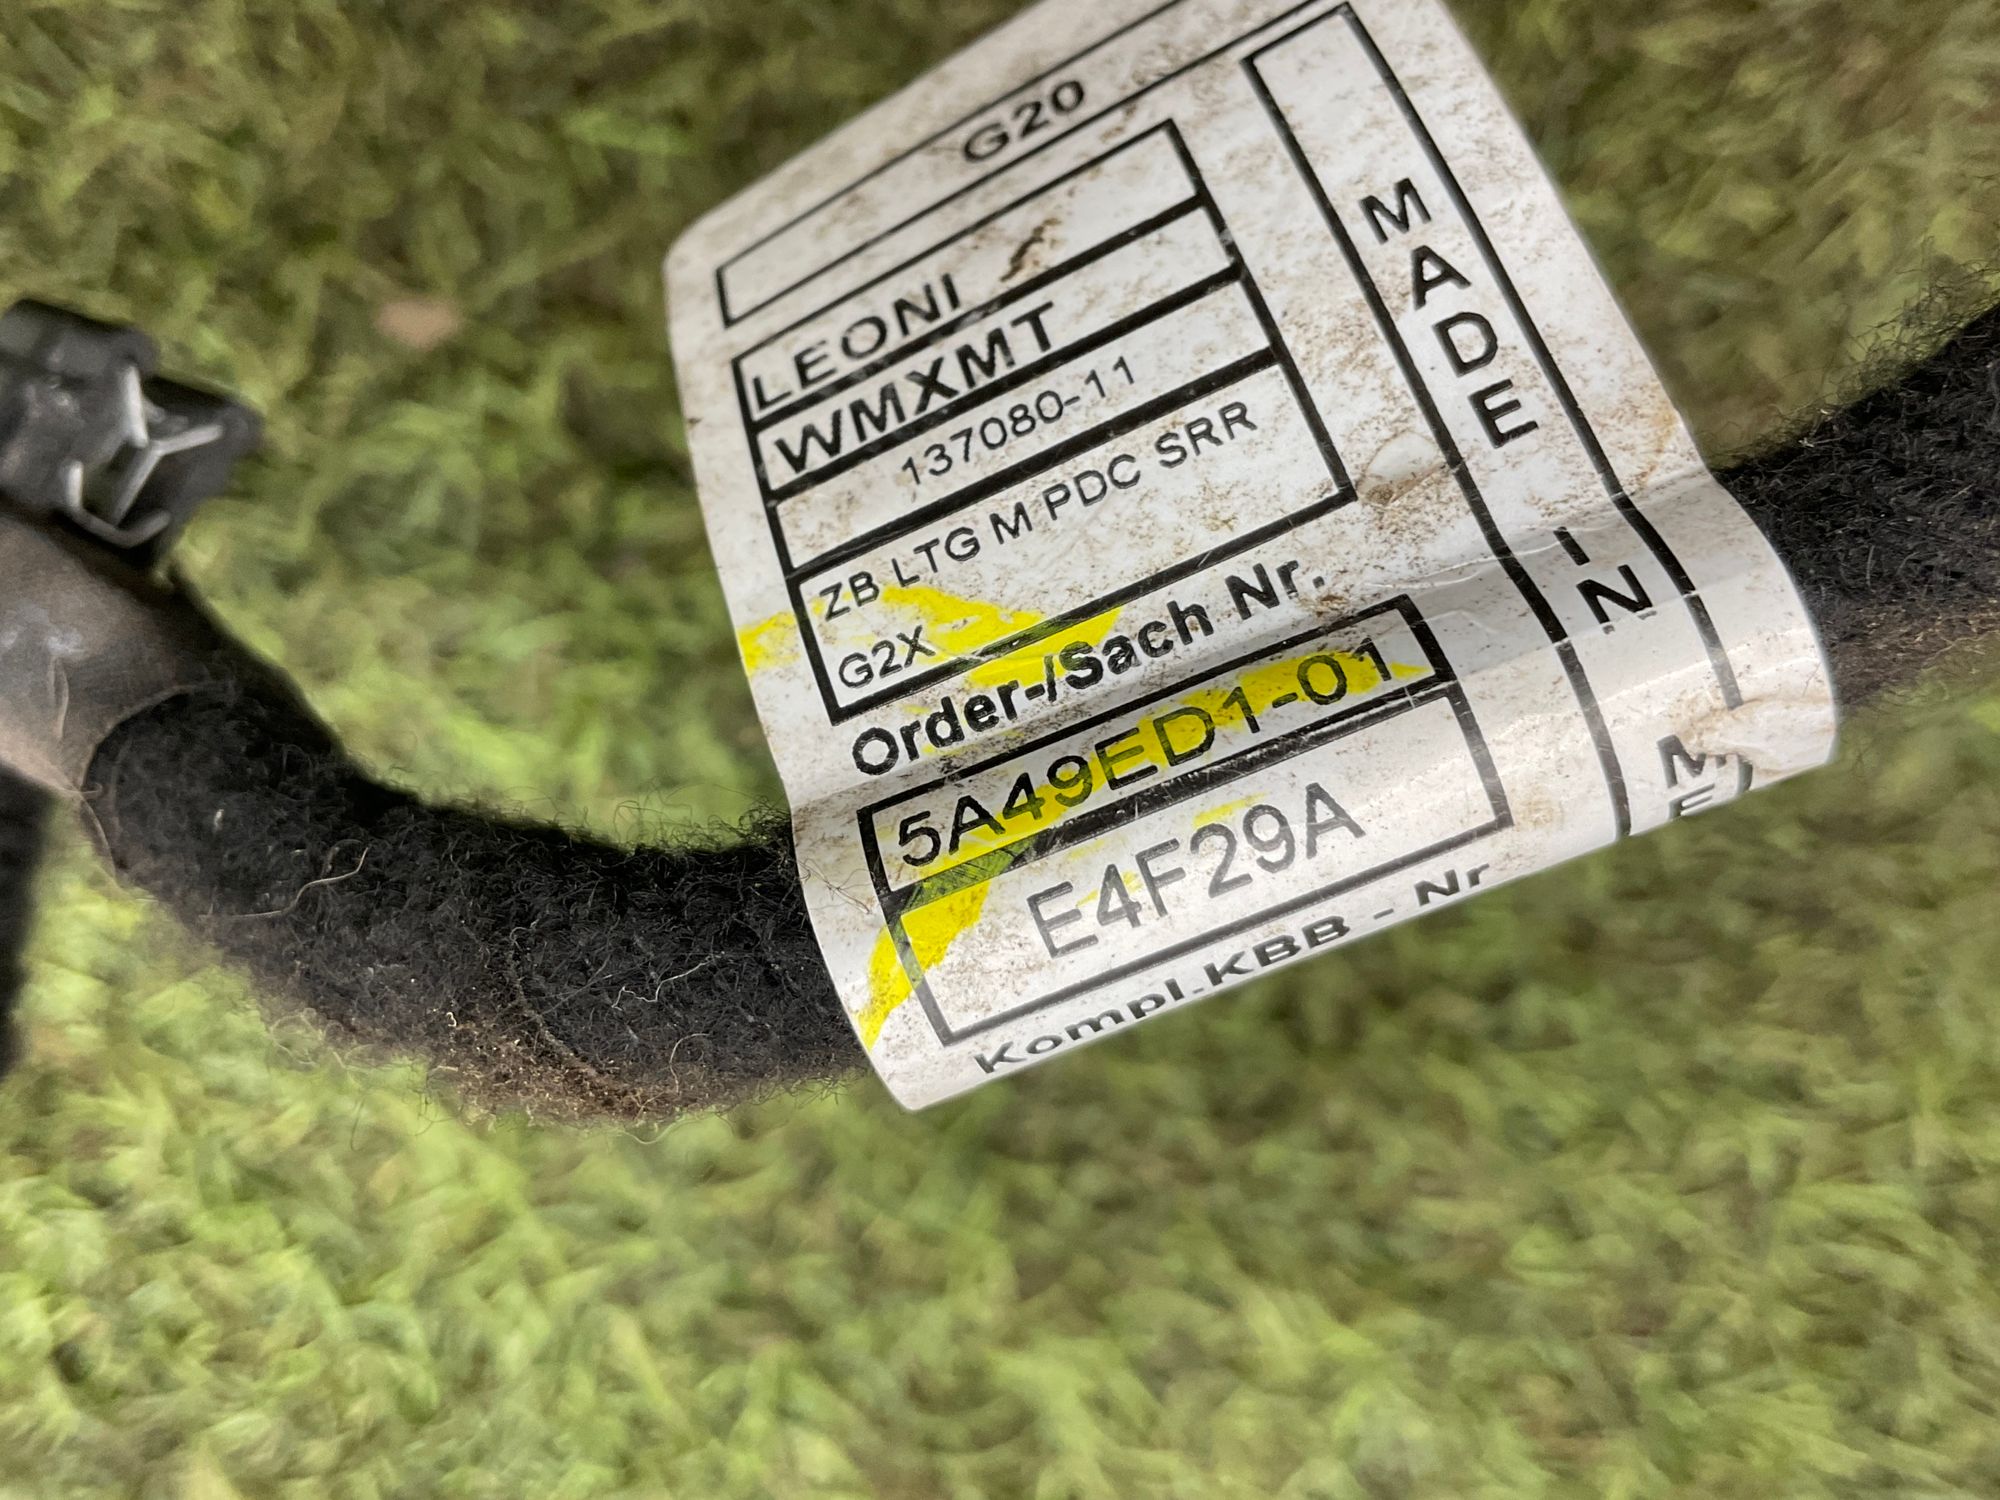 G20
LEONI
WMXMT
137080-11
ZB LTG M PDC SRR
G2X
Order-/Sach Nr.
5A49ED1-01
E4F29A
Kompl.KBB - Nr
MADE
IN